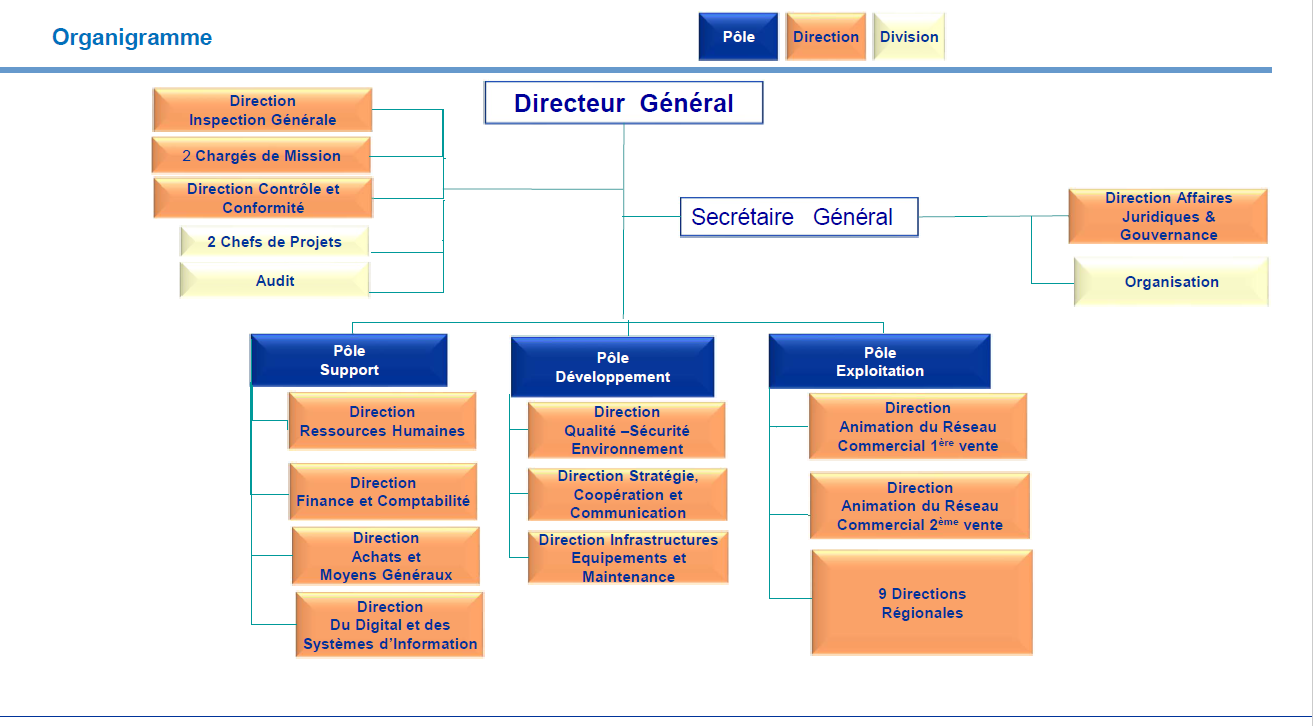 Organigramme
Pôle
Direction
Division
Directeur Général
Direction
Inspection Générale
2 Chargés de Mission
Direction Contrôle et
Conformité
2 Chefs de Projets
Audit
Secrétaire Général
Direction Affaires
Juridiques &
Gouvernance
Organisation
Pôle
Support
Direction
Ressources Humaines
Direction
Finance et Comptabilité
Direction
Achats et
Moyens Généraux
Direction
Du Digital et des
Systèmes d’Information
Pôle
Développement
Direction
Qualité –Sécurité
Environnement
Direction Stratégie,
Coopération et
Communication
Direction Infrastructures
Equipements et
Maintenance
Pôle
Exploitation
Direction
Animation du Réseau
Commercial 1ère vente
Direction
Animation du Réseau
Commercial 2ème vente
9 Directions
Régionales